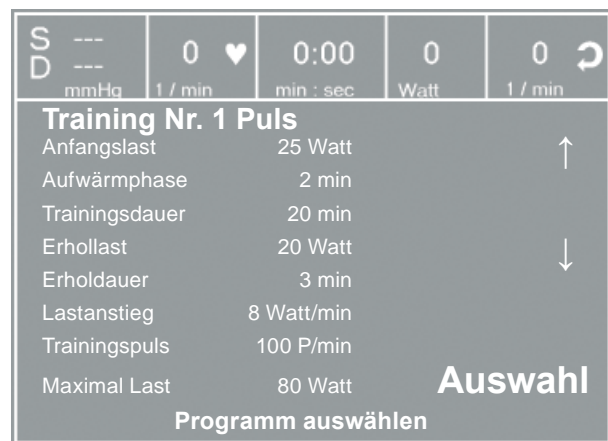 S --- 0 ♥ 0:00 0 0
D ---
mmHg 1 / min min : sec Watt 1 / min
Training Nr. 1 Puls
Anfangslast 25 Watt
Aufwärmphase 2 min
Trainingsdauer 20 min
Erhollast 20 Watt
Erholdauer 3 min
Lastanstieg 8 Watt/min
Trainingspuls 100 P/min
Maximal Last 80 Watt
↑
↓
Auswahl
Programm auswählen